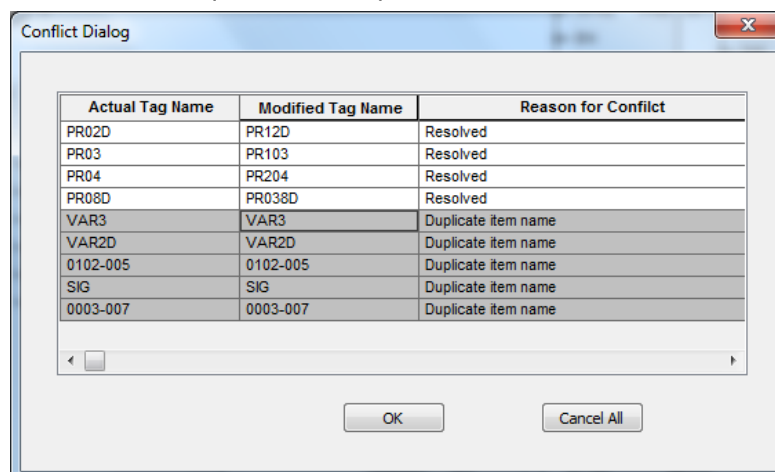 Conflict Dialog
Actual Tag Name Modified Tag Name Reason for Confilct
PR02D PR12D Resolved
PR03 PR103 Resolved
PR04 PR204 Resolved
PR08D PR038D Resolved
VAR3 VAR3 Duplicate item name
VAR2D VAR2D Duplicate item name
0102-005 0102-005 Duplicate item name
SIG SIG Duplicate item name
0003-007 0003-007 Duplicate item name
OK Cancel All